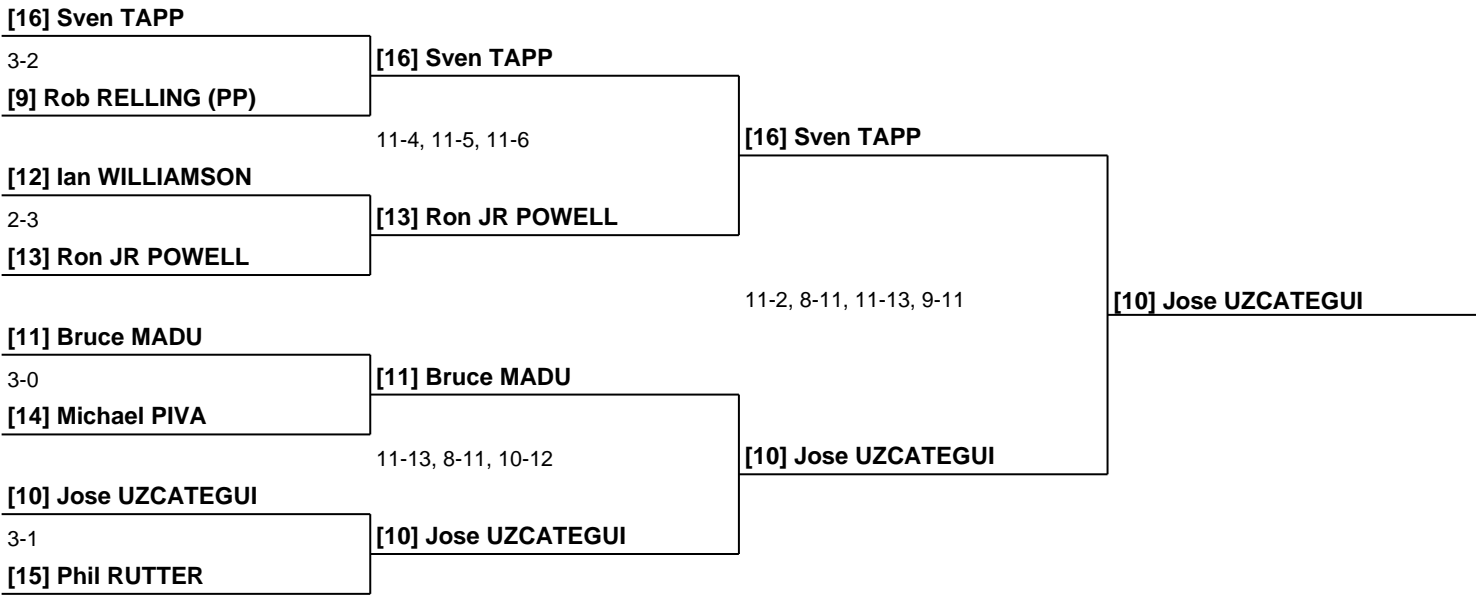 [16] Sven TAPP
3-2
[16] Sven TAPP
[9] Rob RELLING (PP)
11-4, 11-5, 11-6
[16] Sven TAPP
[12] Ian WILLIAMSON
2-3
[13] Ron JR POWELL
[13] Ron JR POWELL
11-2, 8-11, 11-13, 9-11
[10] Jose UZCATEGUI
[11] Bruce MADU
3-0
[11] Bruce MADU
[14] Michael PIVA
11-13, 8-11, 10-12
[10] Jose UZCATEGUI
[10] Jose UZCATEGUI
3-1
[10] Jose UZCATEGUI
[15] Phil RUTTER